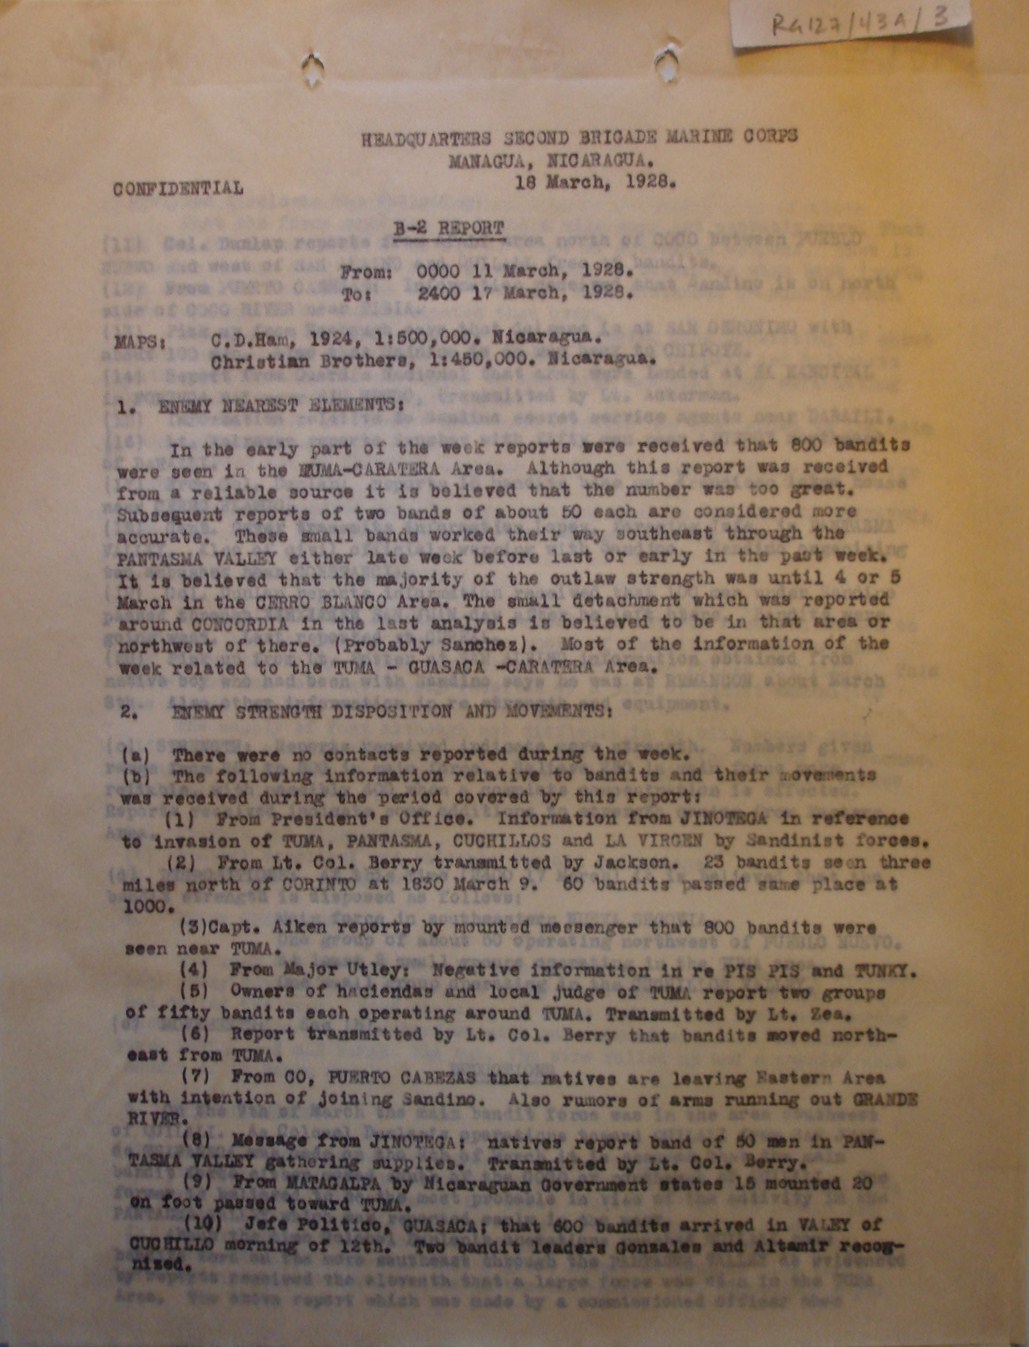 RG127/43A/3
HEADQUARTERS SECOND BRIGADE MARINE CORPS
MANAGUA, NICARAGUA.
CONFIDENTIAL 18 March, 1928.
B-2 REPORT
From: 0000 11 March, 1928.
To: 2400 17 March, 1928.
MAPS: C.D.Ham, 1924, 1:500,000. Nicaragua.
Christian Brothers, 1:450,000. Nicaragua.
1. ENEMY NEAREST ELEMENTS:
In the early part of the week reports were received that 800 bandits
were seen in the TUMA-CARATERA Area. Although this report was received
from a reliable source it is believed that the number was too great.
Subsequent reports of two bands of about 50 each are considered more
accurate. These small bands worked their way southeast through the
PANTASMA VALLEY either late week before last or early in the past week.
It is believed that the majority of the outlaw strength was until 4 or 5
March in the CERRO BLANCO Area. The small detachment which was reported
around CONCORDIA in the last analysis is believed to be in that area or
northwest of there. (Probably Sanchez). Most of the information of the
week related to the TUMA - GUASACA -CARATERA Area.
2. ENEMY STRENGTH DISPOSITION AND MOVEMENTS:
(a) There were no contacts reported during the week.
(b) The following information relative to bandits and their movements
was received during the period covered by this report:
(1) From President's Office. Information from JINOTEGA in reference
to invasion of TUMA, PANTASMA, CUCHILLOS and LA VIRGEN by Sandinist forces.
(2) From Lt. Col. Berry transmitted by Jackson. 23 bandits seen three
miles north of CORINTO at 1830 March 9. 60 bandits passed same place at
1000.
(3)Capt. Aiken reports by mounted messenger that 800 bandits were
seen near TUMA.
(4) From Major Utley: Negative information in re PIS PIS and TUNKY.
(5) Owners of haciendas and local judge of TUMA report two groups
of fifty bandits each operating around TUMA. Transmitted by Lt. Zea.
(6) Report transmitted by Lt. Col. Berry that bandits moved north-
east from TUMA.
(7) From CO, PUERTO CABEZAS that natives are leaving Eastern Area
with intention of joining Sandino. Also rumors of arms running out GRANDE
RIVER.
(8) Message from JINOTEGA: natives report band of 50 men in PAN-
TASMA VALLEY gathering supplies. Transmitted by Lt. Col. Berry.
(9) From MATAGALPA by Nicaraguan Government states 15 mounted 20
on foot passed toward TUMA.
(10) Jefe Politico, GUASACA; that 600 bandits arrived in VALEY of
CUCHILLO morning of 12th. Two bandit leaders Gonzales and Altamir recog-
nized.